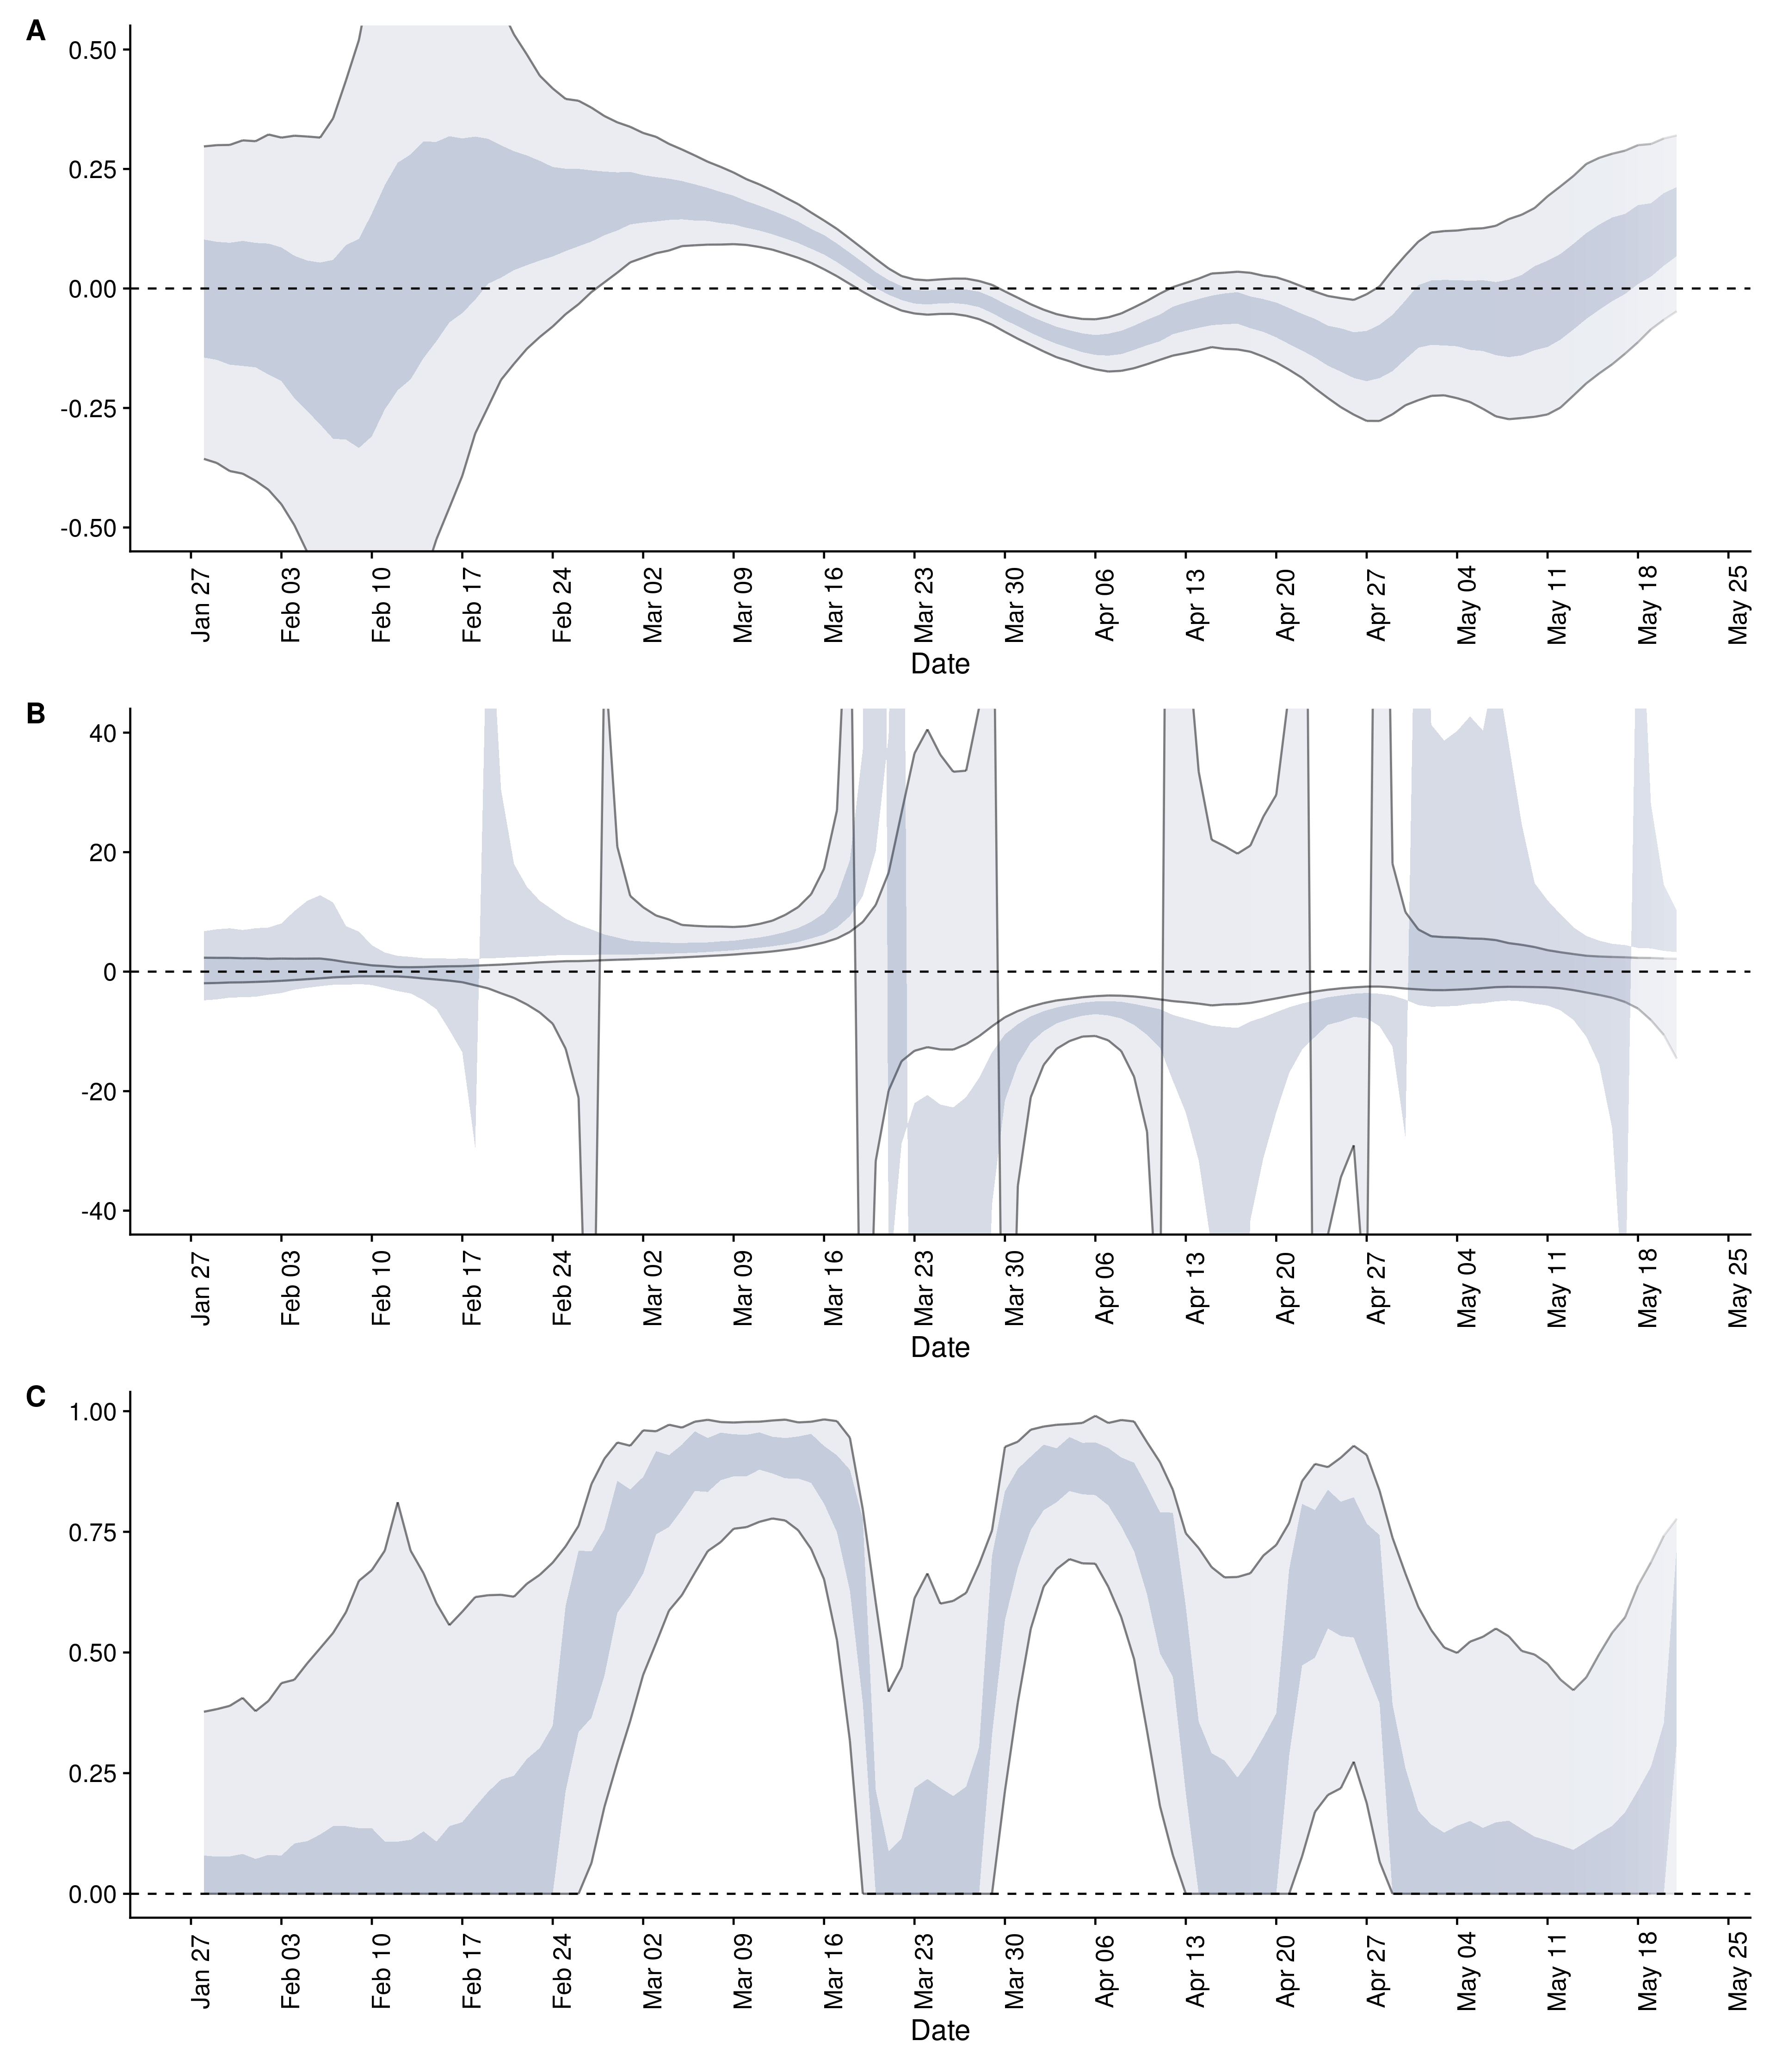 A
0.50
0.25
0.00
-0.25
-0.50
Jan 27
Feb 03
Feb 10
Feb 17
Feb 24
Mar 02
Mar 09
Mar 16
Mar 23
Mar 30
Apr 06
Apr 13
Apr 20
Apr 27
May 04
May 11
May 18
May 25
Date
B
40
20
0
-20
-40
Jan 27
Feb 03
Feb 10
Feb 17
Feb 24
Mar 02
Mar 09
Mar 16
Mar 23
Mar 30
Apr 06
Apr 13
Apr 20
Apr 27
May 04
May 11
May 18
May 25
Date
C
1.00
0.75
0.50
0.25
0.00
Jan 27
Feb 03
Feb 10
Feb 17
Feb 24
Mar 02
Mar 09
Mar 16
Mar 23
Mar 30
Apr 06
Apr 13
Apr 20
Apr 27
May 04
May 11
May 18
May 25
Date